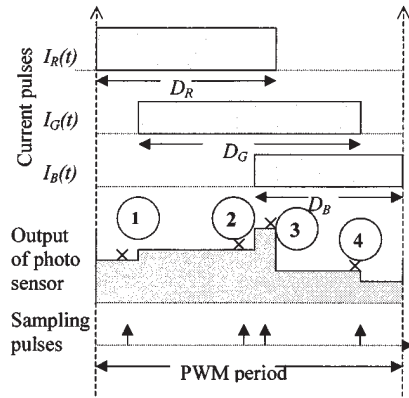 Current pulses
I_R(t)
D_R
I_G(t)
D_G
I_B(t)
D_B
1
2
3
4
Output
of photo
sensor
Sampling
pulses
PWM period